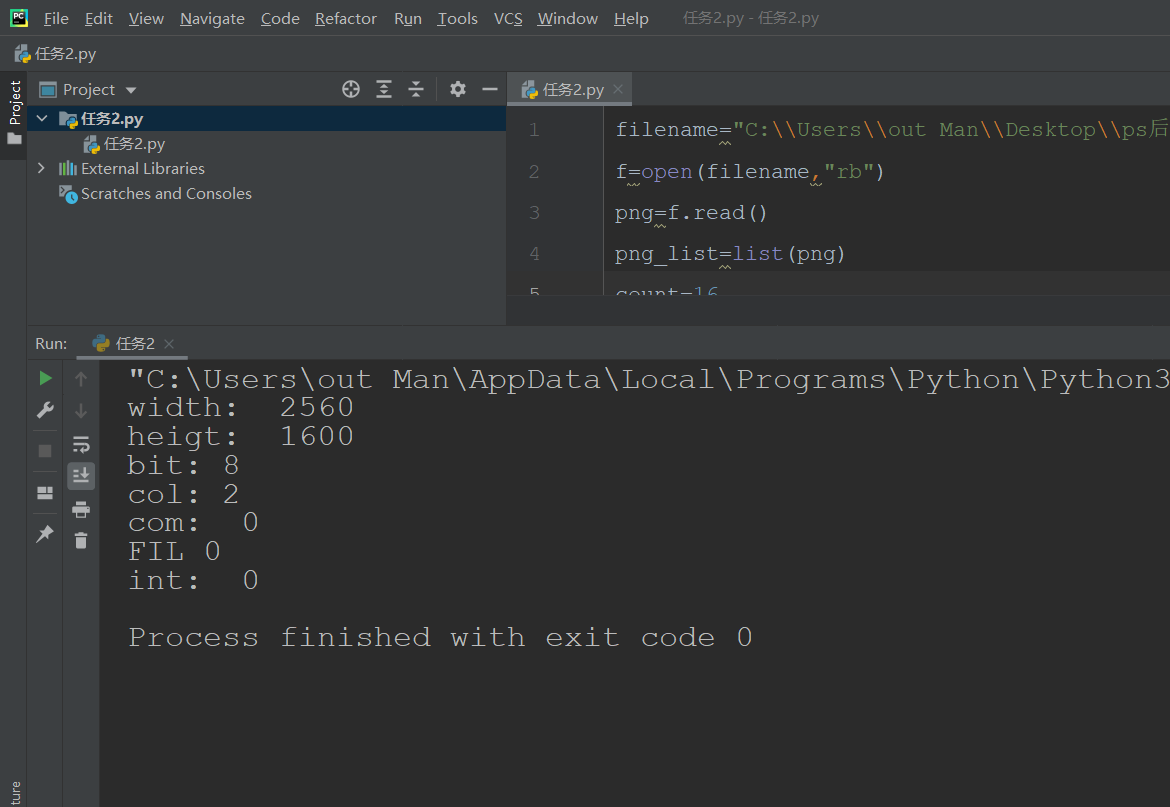 File Edit View Navigate Code Refactor Run Tools VCS Window Help 任务2.py - 任务2.py
任务2.py
Project
Project
任务2.py
任务2.py
External Libraries
Scratches and Consoles
任务2.py
1 filename="C:\\Users\\out Man\\Desktop\\ps后
2 f=open(filename,"rb")
3 png=f.read()
4 png_list=list(png)
5 count=16
Run: 任务2
"C:\Users\out Man\AppData\Local\Programs\Python\Python3
width:  2560
heigt:  1600
bit: 8
col: 2
com:  0
FIL 0
int:  0
Process finished with exit code 0